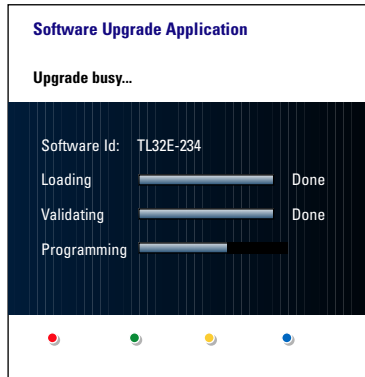 Software Upgrade Application
Upgrade busy...
Software Id: TL32E-234
Loading Done
Validating Done
Programming